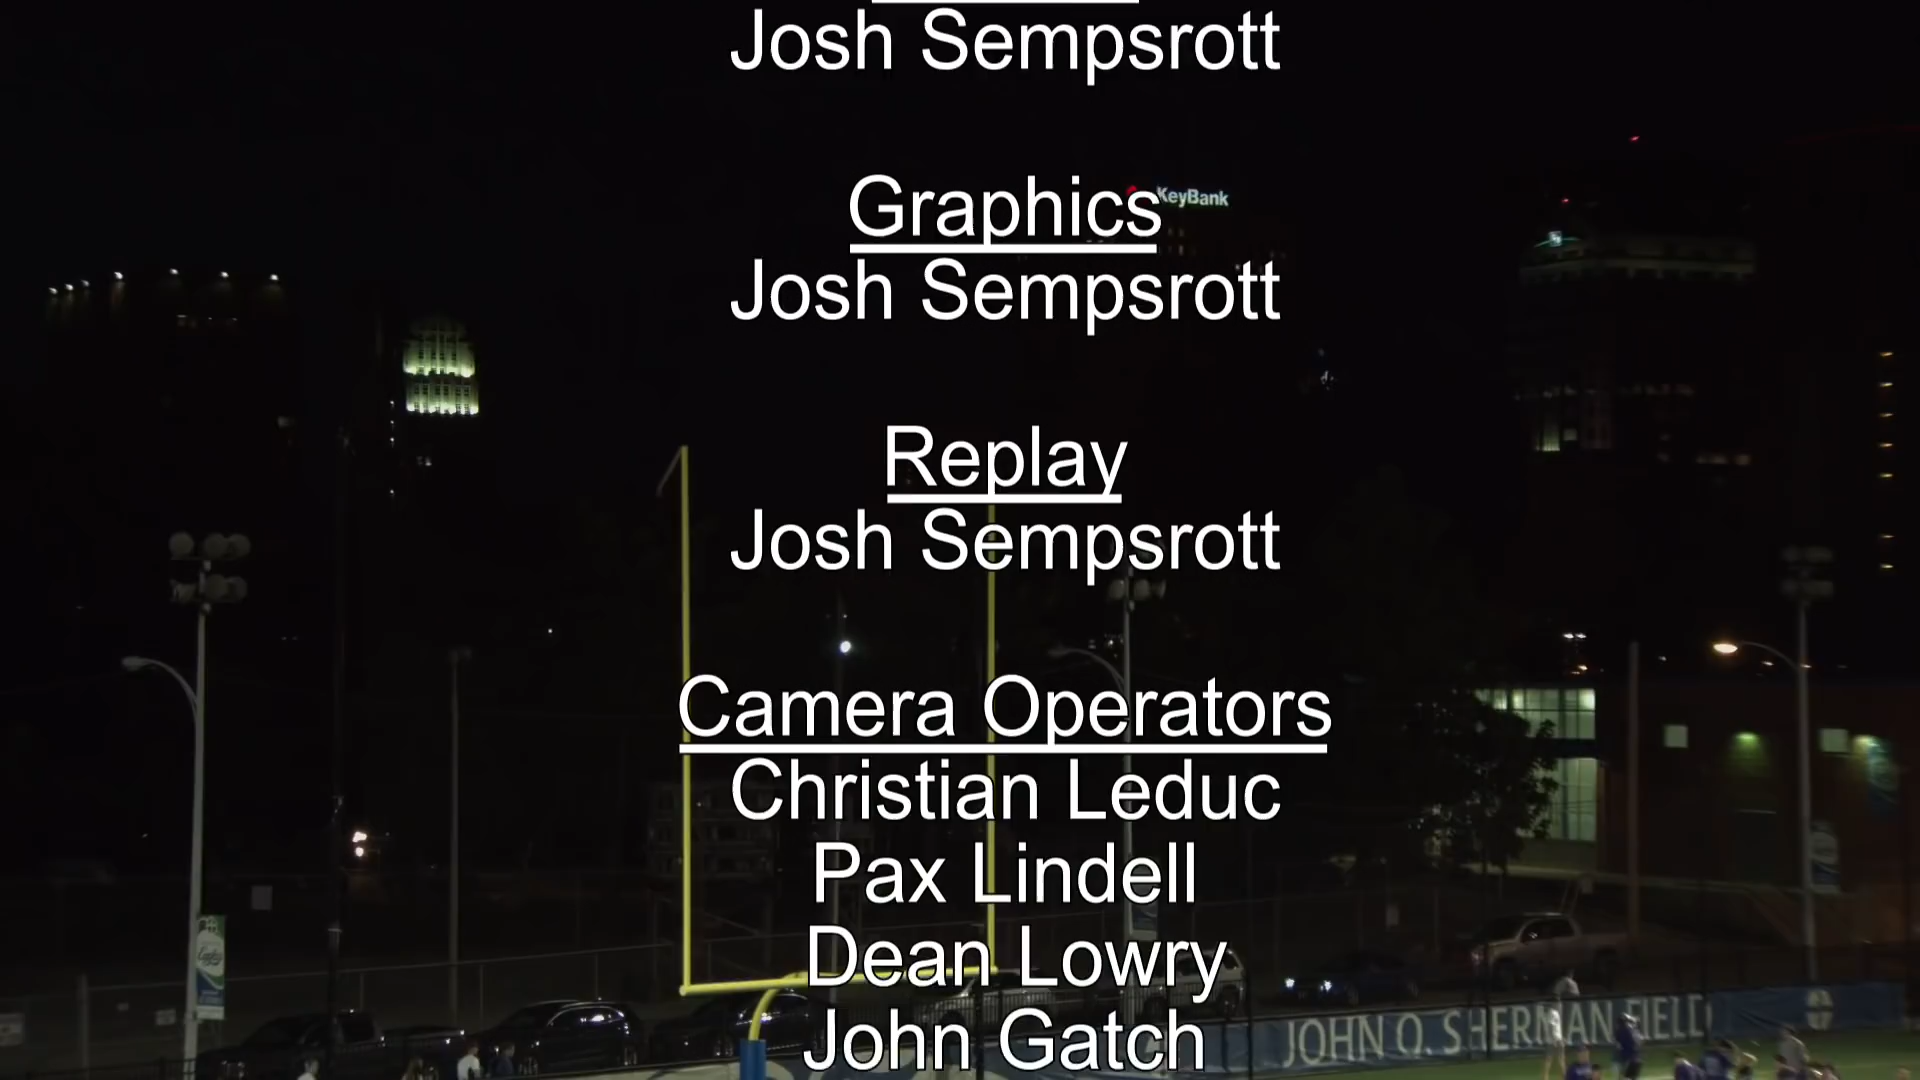 Josh Sempsrott
Graphics
KeyBank
Josh Sempsrott
Replay
Josh Sempsrott
Camera Operators
Christian Leduc
Pax Lindell
Dean Lowry
John Gatch
JOHN Q. SHERMAN FIELD